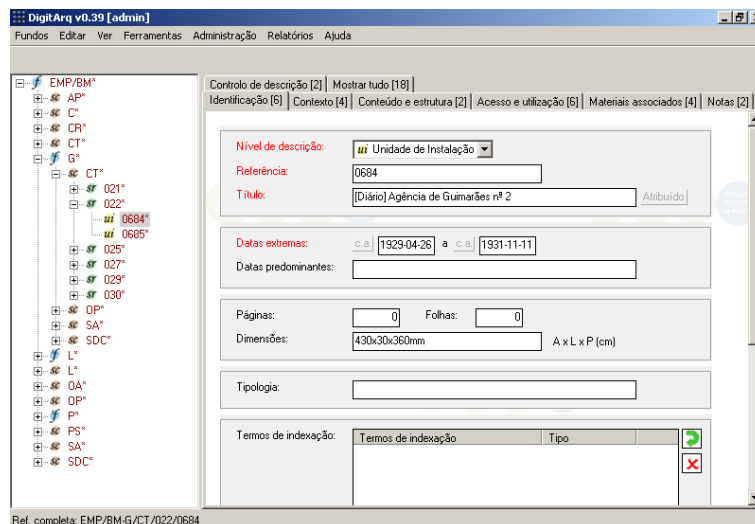 DigitArq v0.39 [admin]
Fundos Editar Ver Ferramentas Administração Relatórios Ajuda
EMP/BM*
AP*
C*
CR*
CT*
G*
CT*
021*
022*
0684*
0685*
025*
027*
029*
030*
OP*
SA*
SDC*
L*
L*
OA*
OP*
P*
PS*
SA*
SDC*
Controlo de descrição [2] Mostrar tudo [18]
Identificação [6] Contexto [4] Conteúdo e estrutura [2] Acesso e utilização [6] Materiais associados [4] Notas [2]
Nível de descrição: ui Unidade de Instalação
Referência: 0684
Título: [Diário] Agência de Guimarães nº 2 Atribuído
Datas extremas: c.a. 1929-04-26 a c.a. 1931-11-11
Datas predominantes:
Páginas: 0 Folhas: 0
Dimensões: 430x30x360mm A x L x P (cm)
Tipologia:
Termos de indexação: Termos de indexação Tipo
Ref. completa: EMP/BM-G/CT/022/0684